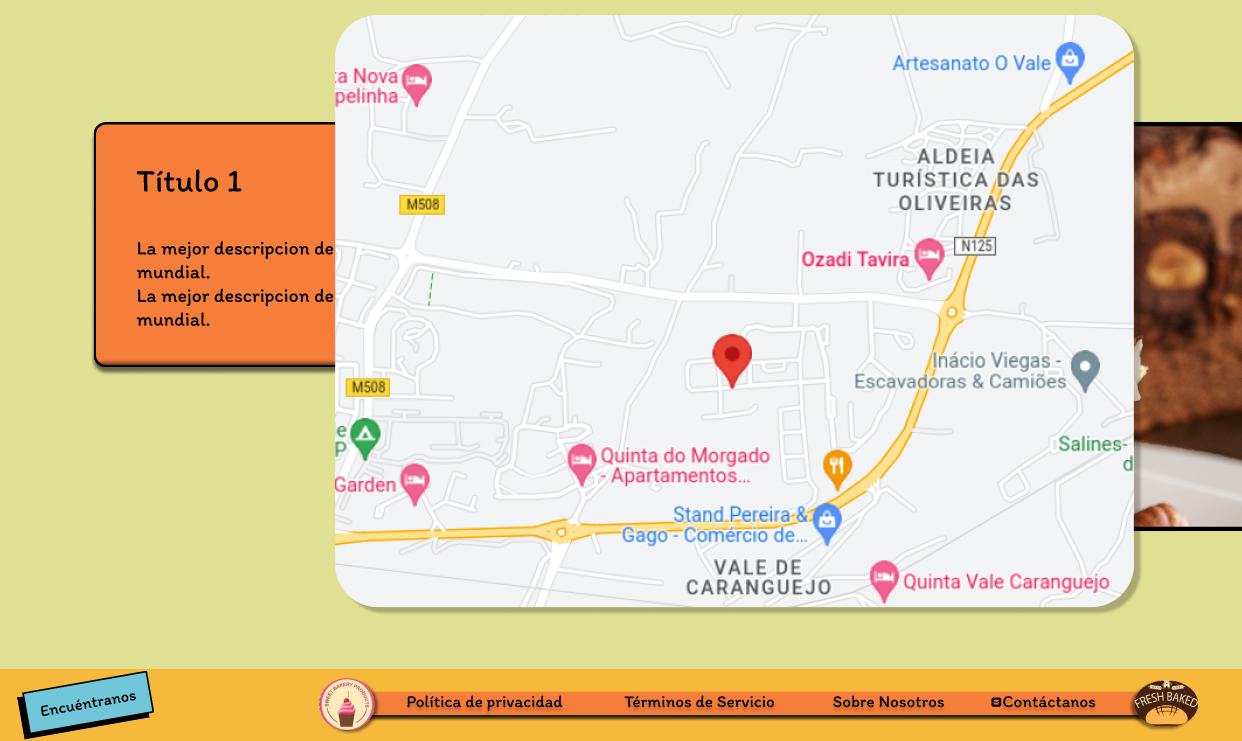 Título 1
La mejor descripcion de
mundial.
La mejor descripcion de
mundial.
ta Nova
pelinha
Artesanato O Vale
ALDEIA
TURÍSTICA DAS
OLIVEIRAS
M508
N125
Ozadi Tavira
Inácio Viegas -
Escavadoras & Camiões
M508
e
P
Garden
Quinta do Morgado
- Apartamentos...
Salines-
d
Stand Pereira &
Gago - Comércio de...
VALE DE
CARANGUEJO
Quinta Vale Caranguejo
Encuéntranos
SWEET BAKERY PRODUCTS
Política de privacidad
Términos de Servicio
Sobre Nosotros
Contáctanos
FRESH BAKED